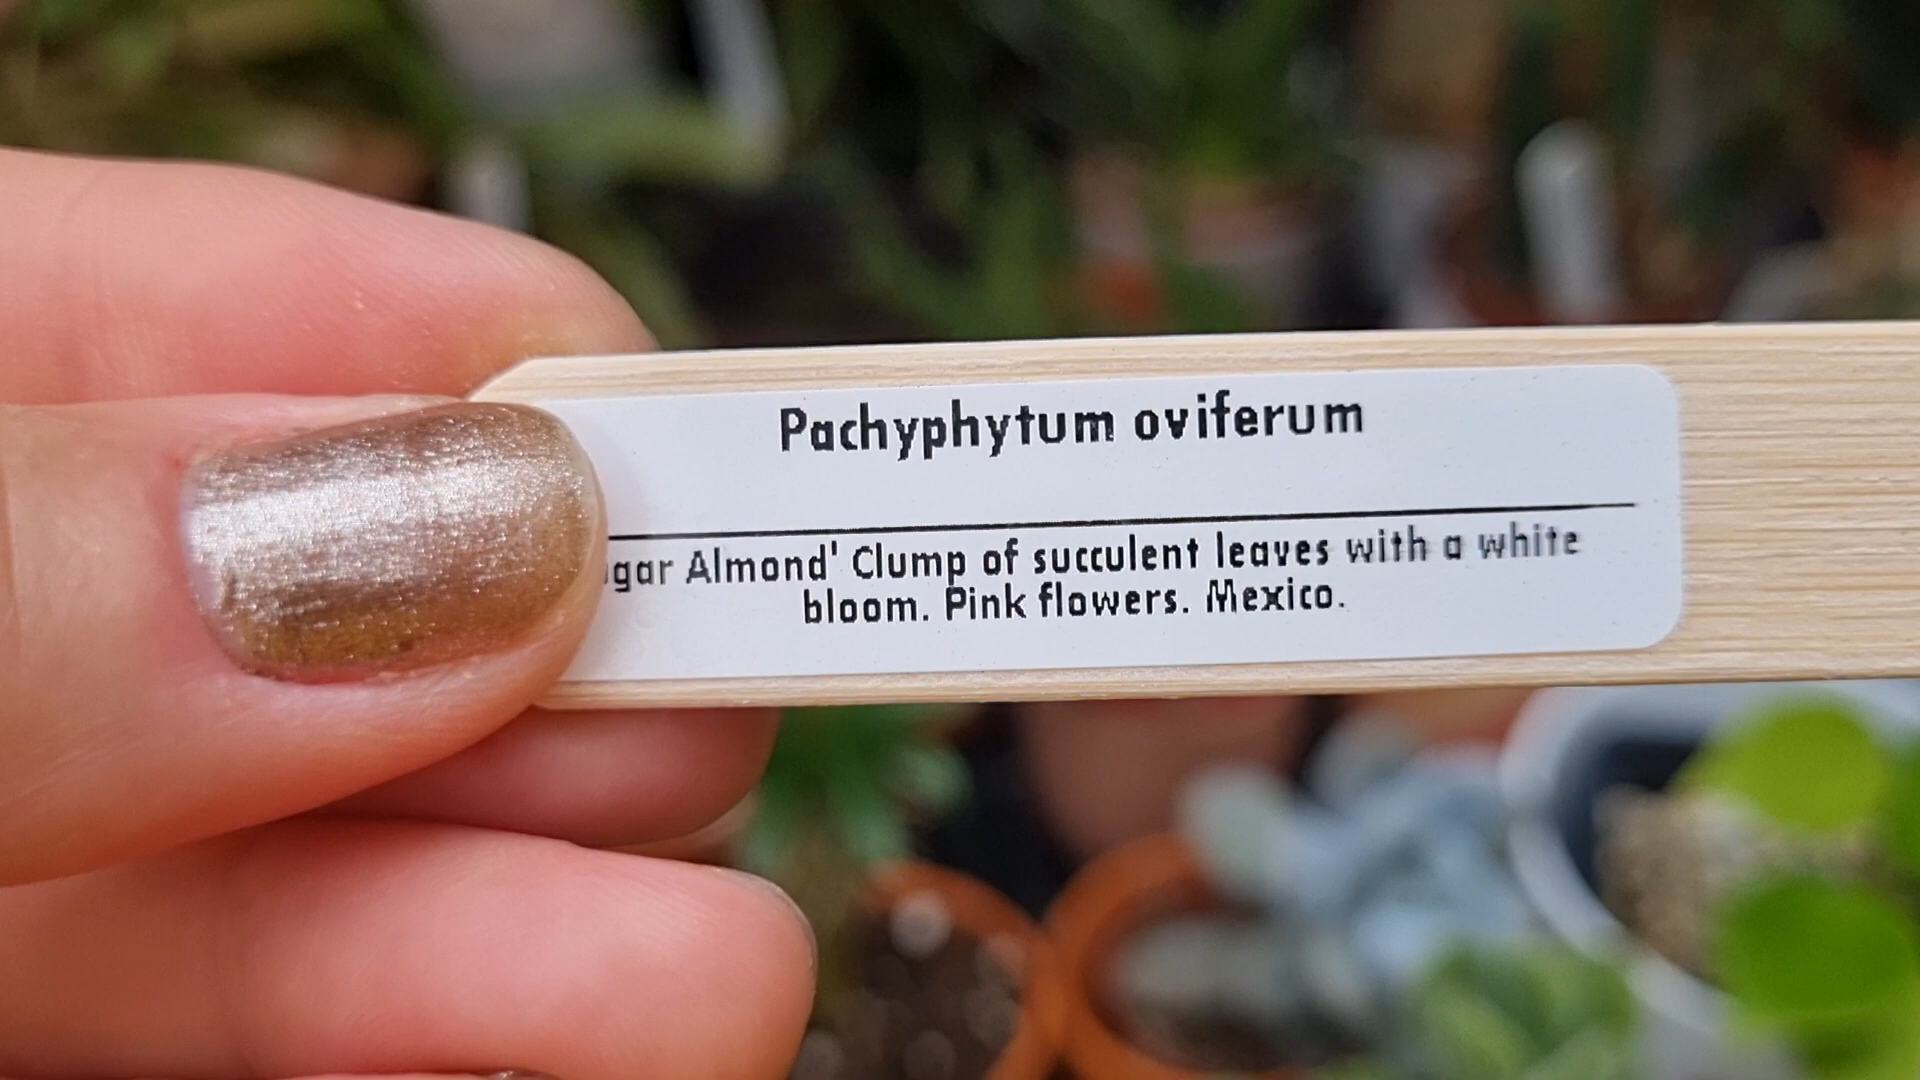 Pachyphytum oviferum
gar Almond' Clump of succulent leaves with a white
bloom. Pink flowers. Mexico.